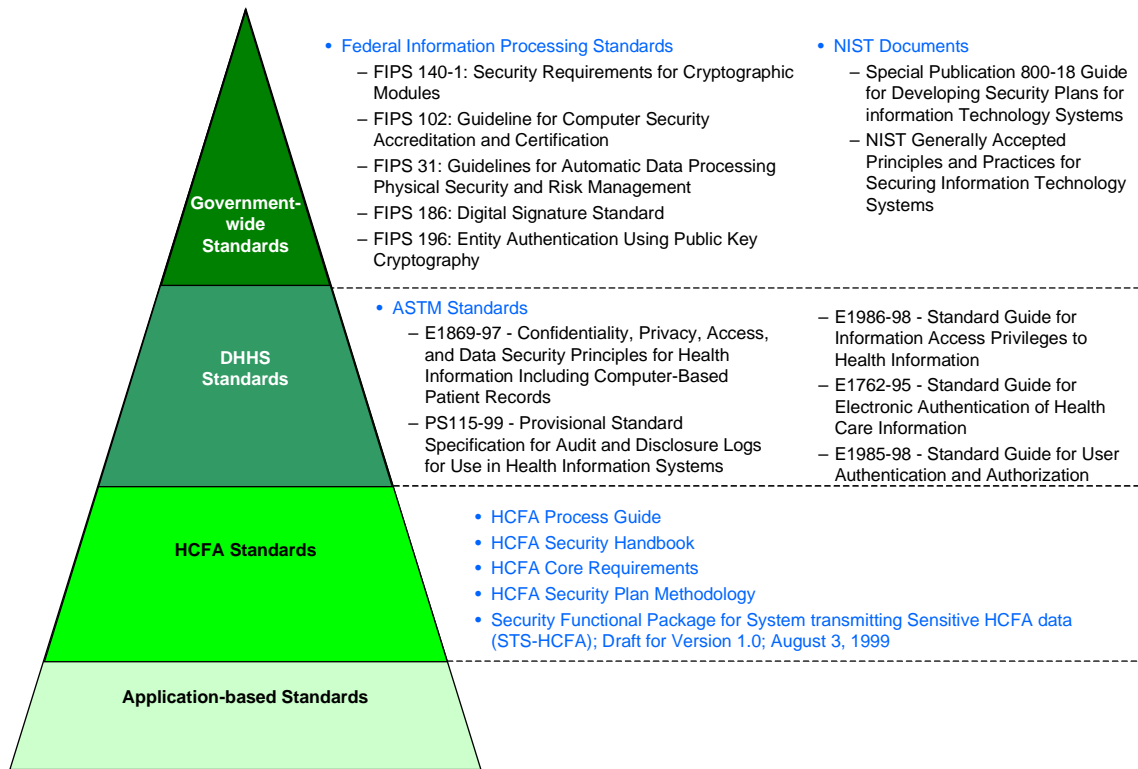 Government-
wide
Standards
• Federal Information Processing Standards
– FIPS 140-1: Security Requirements for Cryptographic
Modules
– FIPS 102: Guideline for Computer Security
Accreditation and Certification
– FIPS 31: Guidelines for Automatic Data Processing
Physical Security and Risk Management
– FIPS 186: Digital Signature Standard
– FIPS 196: Entity Authentication Using Public Key
Cryptography
• NIST Documents
– Special Publication 800-18 Guide
for Developing Security Plans for
information Technology Systems
– NIST Generally Accepted
Principles and Practices for
Securing Information Technology
Systems
DHHS
Standards
• ASTM Standards
– E1869-97 - Confidentiality, Privacy, Access,
and Data Security Principles for Health
Information Including Computer-Based
Patient Records
– PS115-99 - Provisional Standard
Specification for Audit and Disclosure Logs
for Use in Health Information Systems
– E1986-98 - Standard Guide for
Information Access Privileges to
Health Information
– E1762-95 - Standard Guide for
Electronic Authentication of Health
Care Information
– E1985-98 - Standard Guide for User
Authentication and Authorization
HCFA Standards
• HCFA Process Guide
• HCFA Security Handbook
• HCFA Core Requirements
• HCFA Security Plan Methodology
• Security Functional Package for System transmitting Sensitive HCFA data
(STS-HCFA); Draft for Version 1.0; August 3, 1999
Application-based Standards